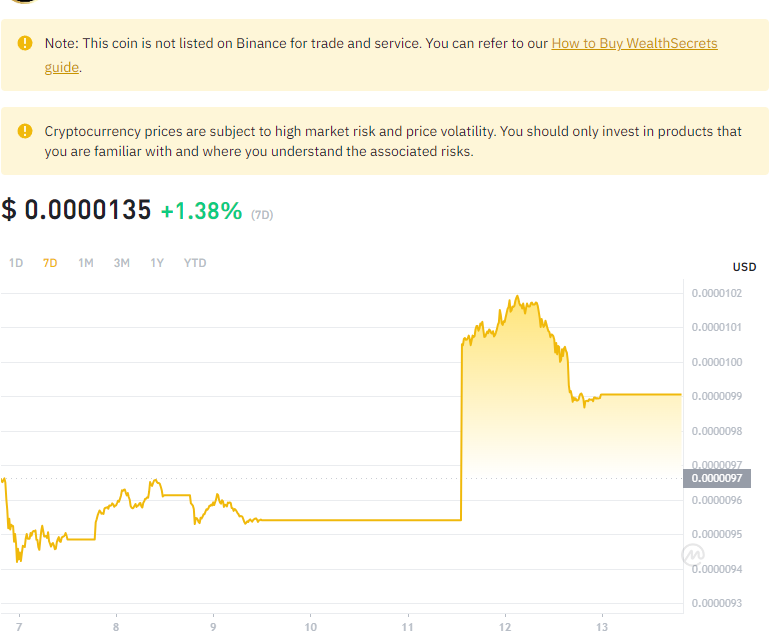 Note: This coin is not listed on Binance for trade and service. You can refer to our How to Buy WealthSecrets
guide.
Cryptocurrency prices are subject to high market risk and price volatility. You should only invest in products that
you are familiar with and where you understand the associated risks.
$ 0.0000135 +1.38% (7D)
1D 7D 1M 3M 1Y YTD
USD
0.0000102
0.0000101
0.0000100
0.0000099
0.0000098
0.0000097
0.0000097
0.0000096
0.0000095
0.0000094
0.0000093
7 8 9 10 11 12 13